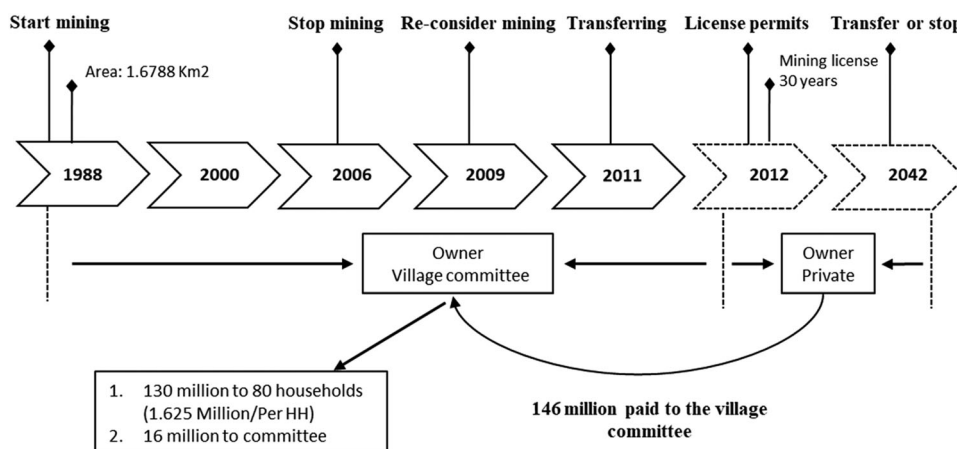 Start mining
Stop mining
Re-consider mining
Transferring
License permits
Transfer or stop
Area: 1.6788 Km2
Mining license
30 years
1988
2000
2006
2009
2011
2012
2042
Owner
Village committee
Owner
Private
1. 130 million to 80 households
(1.625 Million/Per HH)
2. 16 million to committee
146 million paid to the village
committee